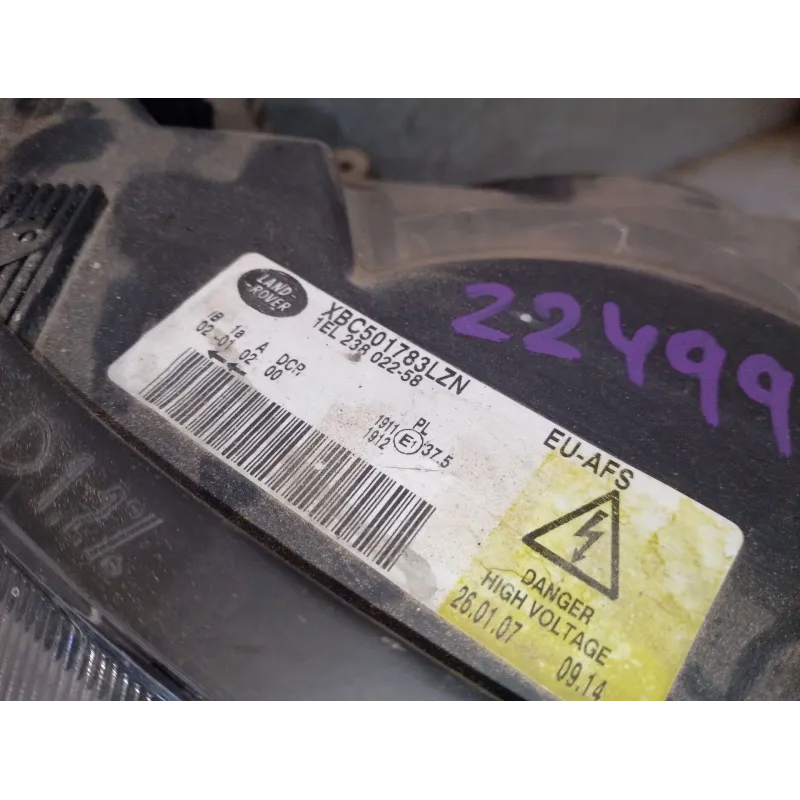 LAND-
ROVER
XBC501783LZN
1EL 238 022-58
1B 1a A DCR
02 -01 02 00
PL
1911 E1 37.5
1912
EU-AFS
DANGER
HIGH VOLTAGE
26.01.07 09.14
22499